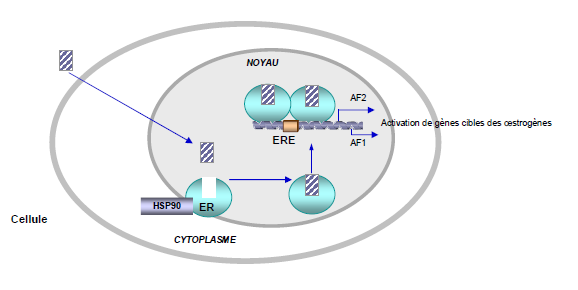 NOYAU
AF2
Activation de gènes cibles des œstrogènes
ERE
AF1
HSP90
ER
Cellule
CYTOPLASME